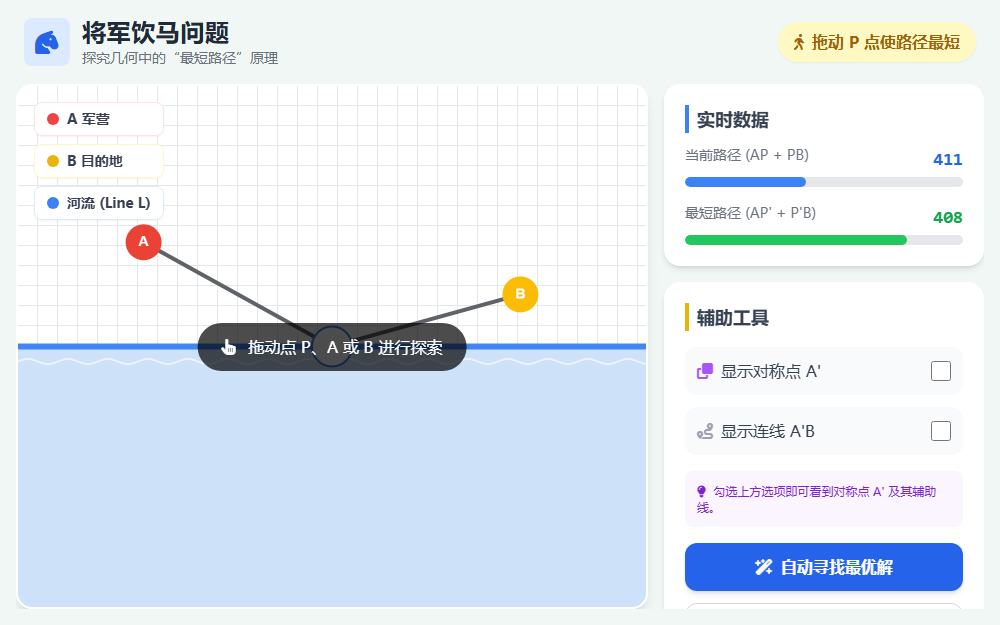 将军饮马问题
探究几何中的“最短路径”原理
拖动 P 点使路径最短
A 军营
B 目的地
河流 (Line L)
A
B
拖动点 P、A 或 B 进行探索
实时数据
当前路径 (AP + PB)
411
最短路径 (AP' + P'B)
408
辅助工具
显示对称点 A'
显示连线 A'B
勾选上方选项即可看到对称点 A' 及其辅助
线。
自动寻找最优解